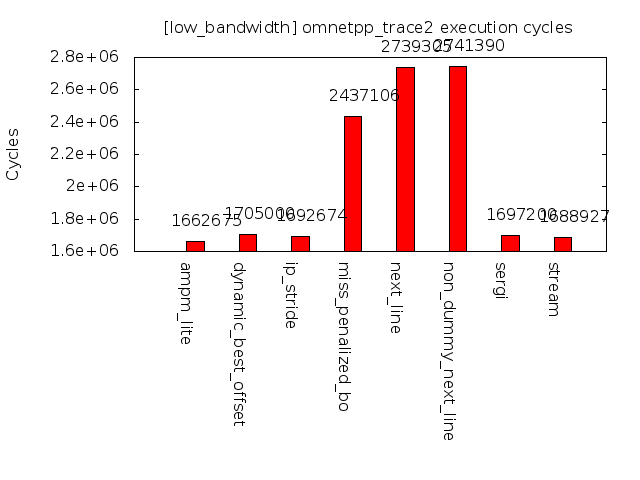 [low_bandwidth] omnetpp_trace2 execution cycles
Cycles
2.8e+06
2.6e+06
2.4e+06
2.2e+06
2e+06
1.8e+06
1.6e+06
1662675
1705000
1692674
2437106
2739305
2741390
1697200
1688927
ampm_lite
dynamic_best_offset
ip_stride
miss_penalized_bo
next_line
non_dummy_next_line
sergi
stream